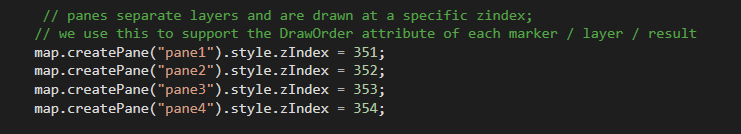 // panes separate layers and are drawn at a specific zindex;
// we use this to support the DrawOrder attribute of each marker / layer / result
map.createPane("pane1").style.zIndex = 351;
map.createPane("pane2").style.zIndex = 352;
map.createPane("pane3").style.zIndex = 353;
map.createPane("pane4").style.zIndex = 354;